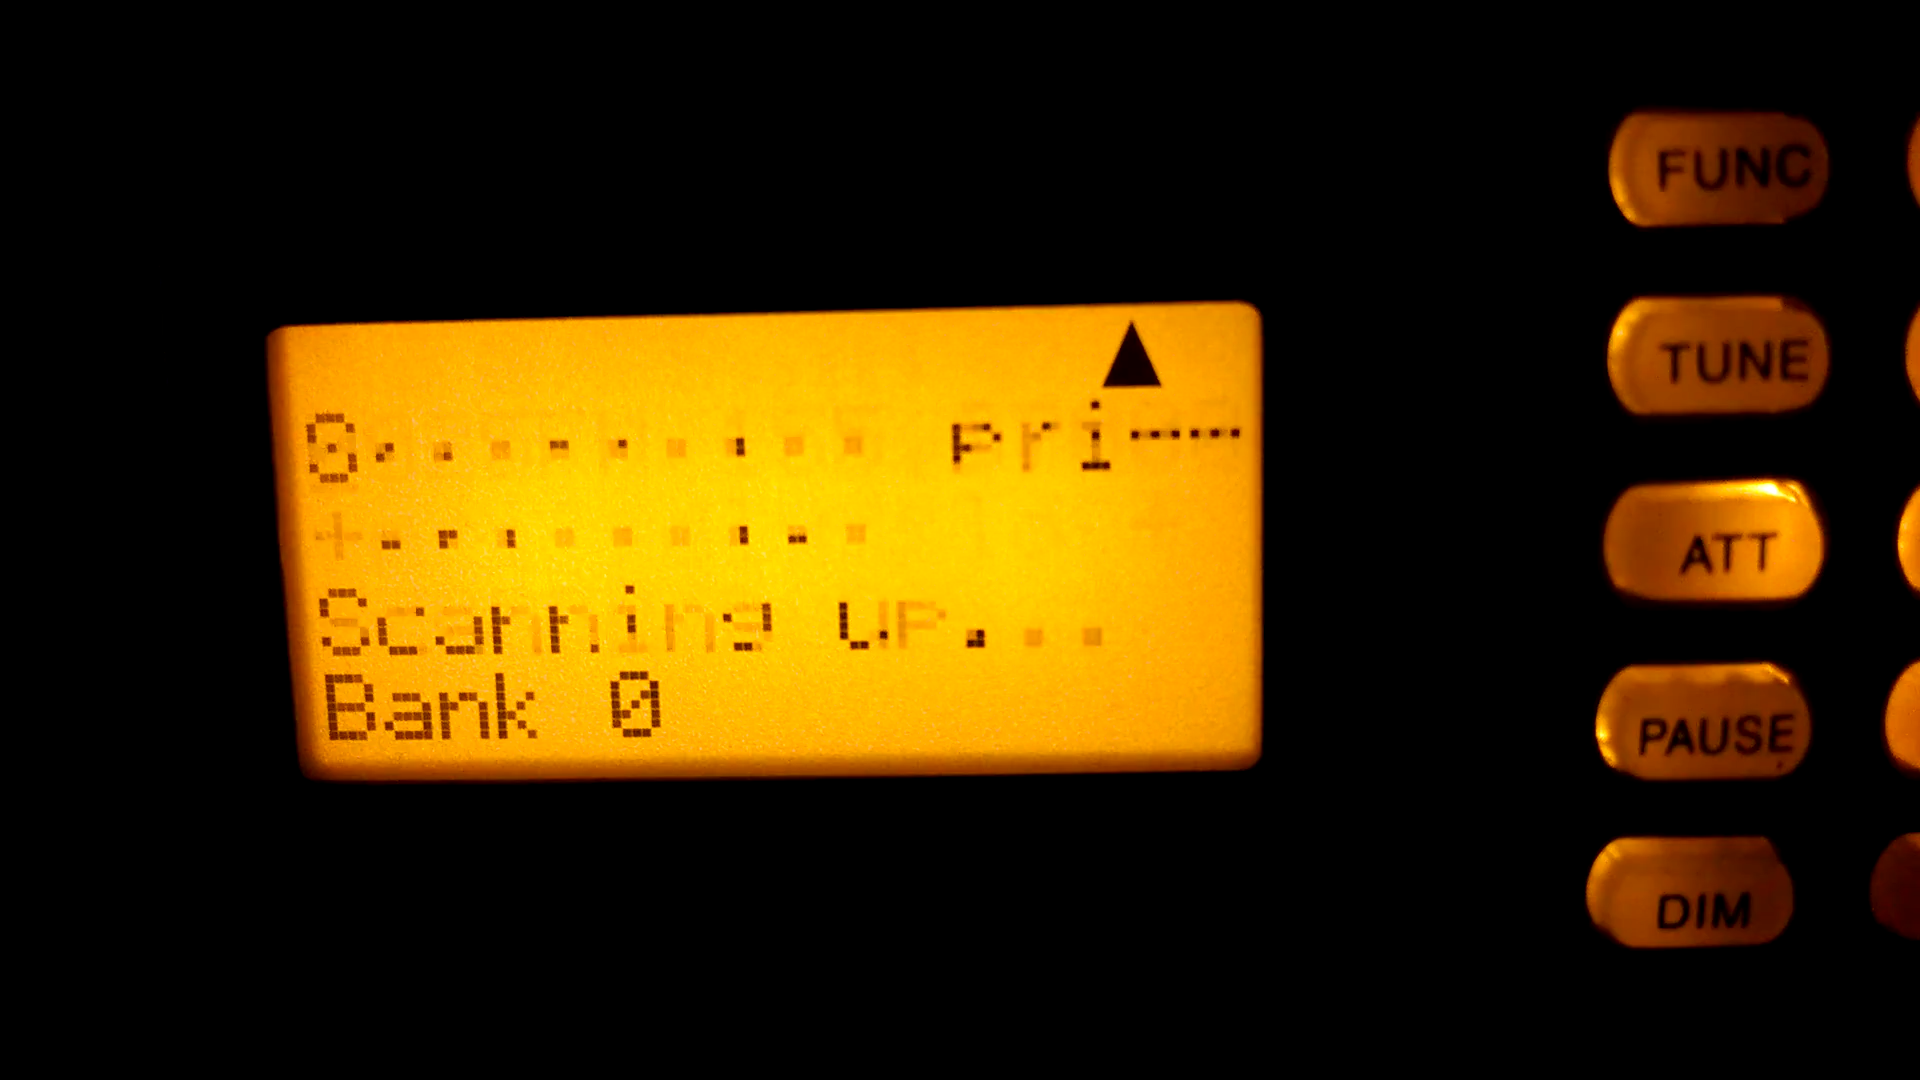 pri--
Scanning up...
Bank 0
FUNC
TUNE
ATT
PAUSE
DIM